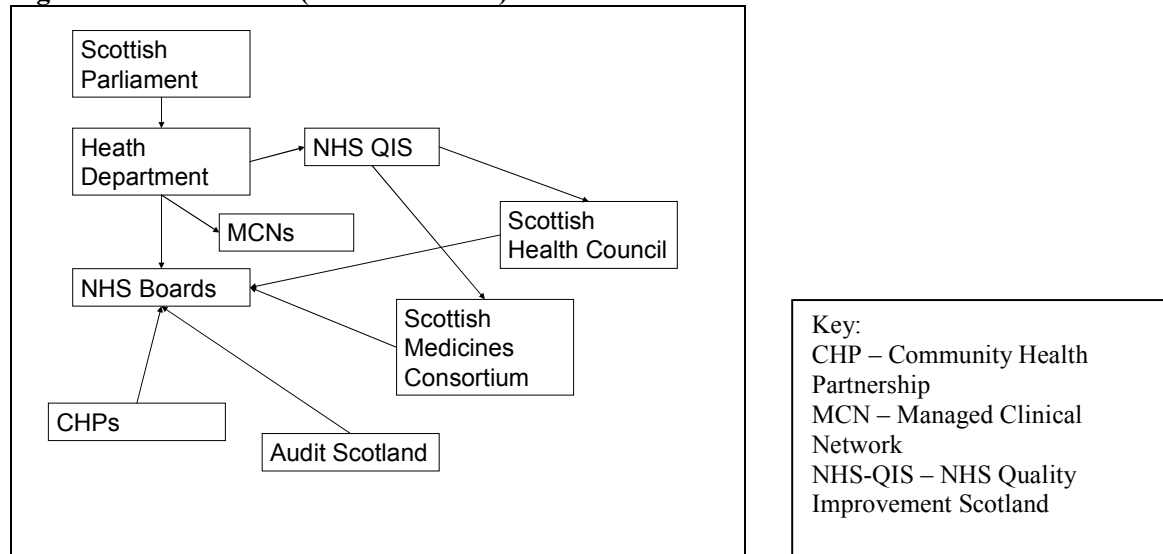 Scottish
Parliament
Heath
Department
NHS QIS
MCNs
Scottish
Health Council
NHS Boards
Scottish
Medicines
Consortium
CHPs
Audit Scotland
Key:
CHP – Community Health
Partnership
MCN – Managed Clinical
Network
NHS-QIS – NHS Quality
Improvement Scotland